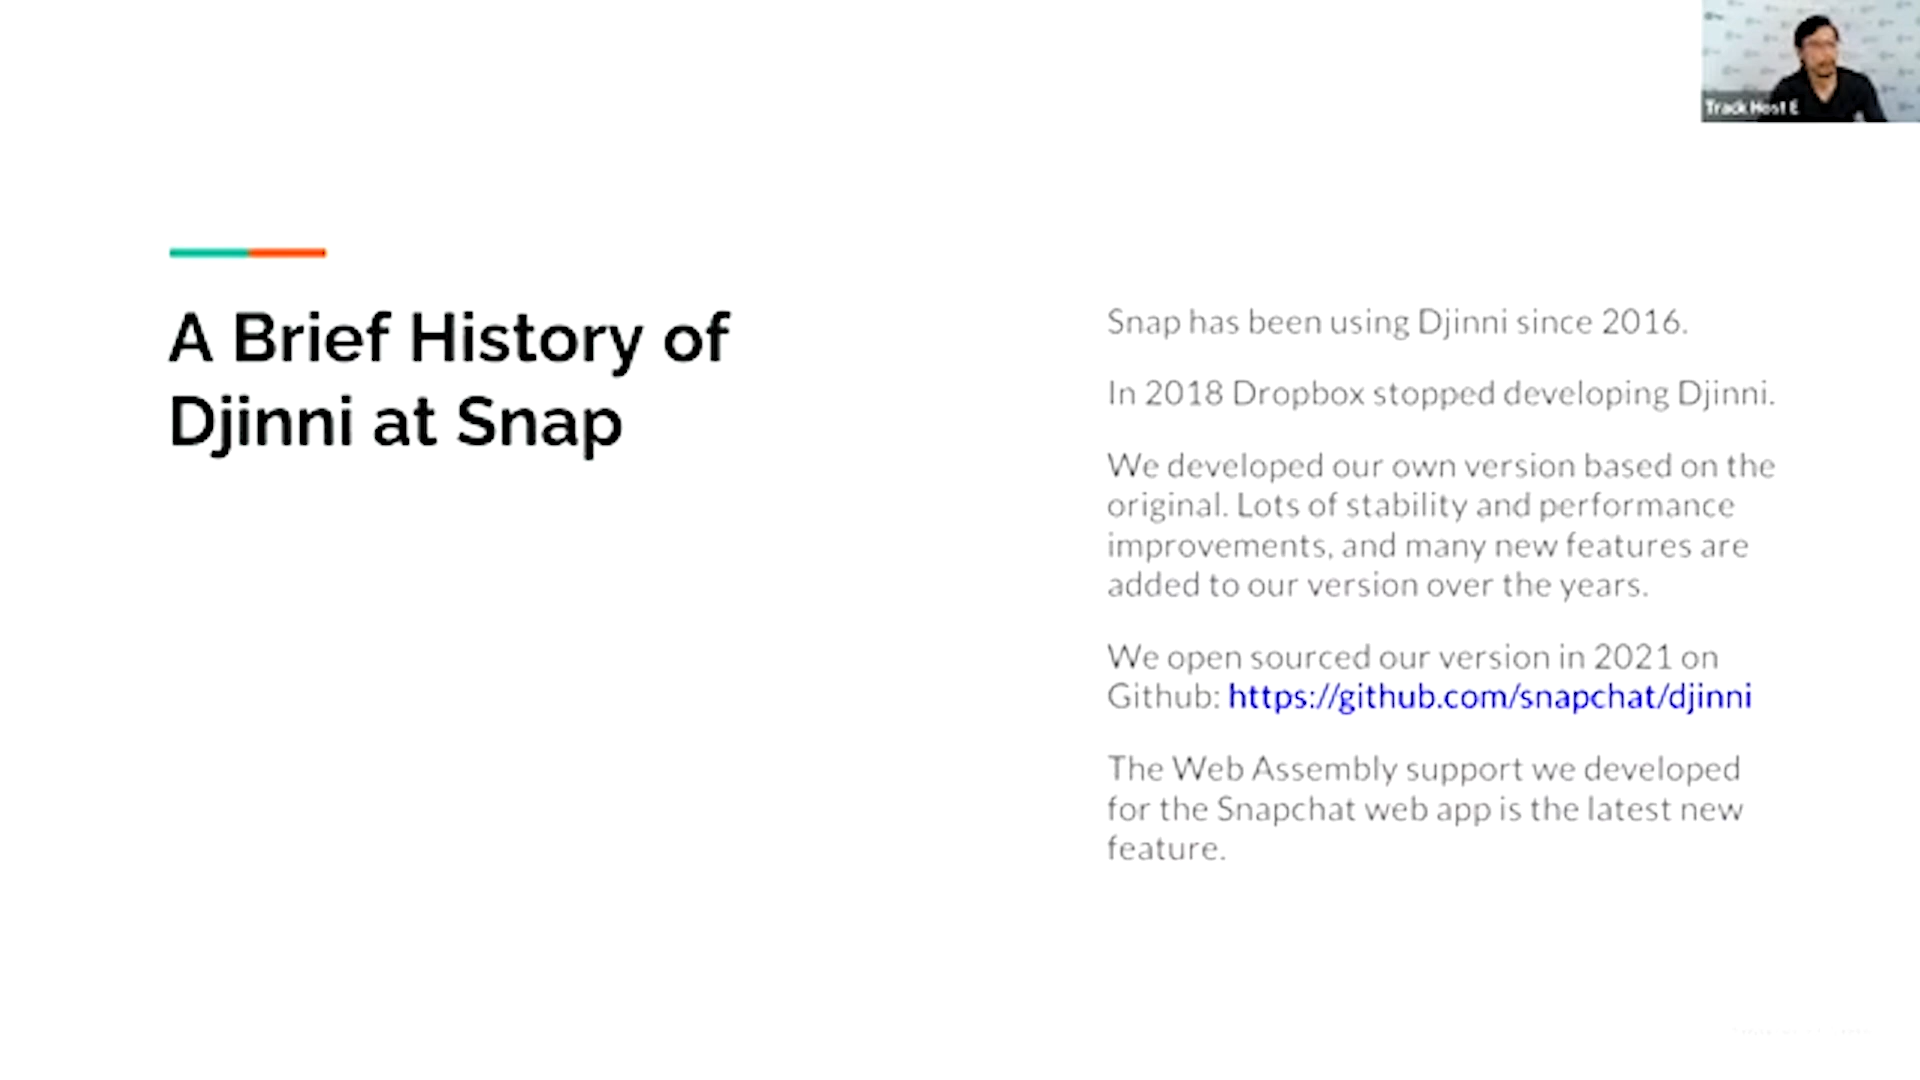 Track Host E
A Brief History of
Djinni at Snap
Snap has been using Djinni since 2016.
In 2018 Dropbox stopped developing Djinni.
We developed our own version based on the
original. Lots of stability and performance
improvements, and many new features are
added to our version over the years.
We open sourced our version in 2021 on
Github: https://github.com/snapchat/djinni
The Web Assembly support we developed
for the Snapchat web app is the latest new
feature.